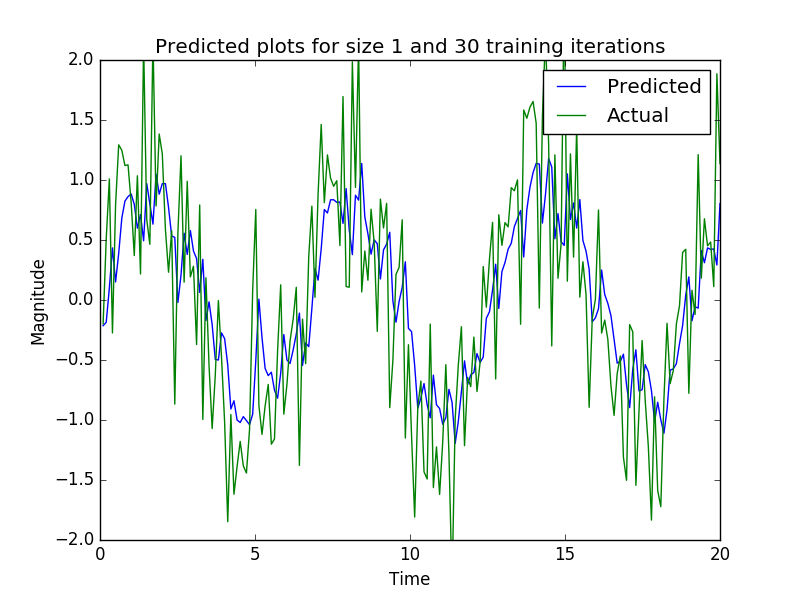 Predicted plots for size 1 and 30 training iterations
Predicted
Actual
2.0
1.5
1.0
0.5
0.0
−0.5
−1.0
−1.5
−2.0
Magnitude
0 5 10 15 20
Time